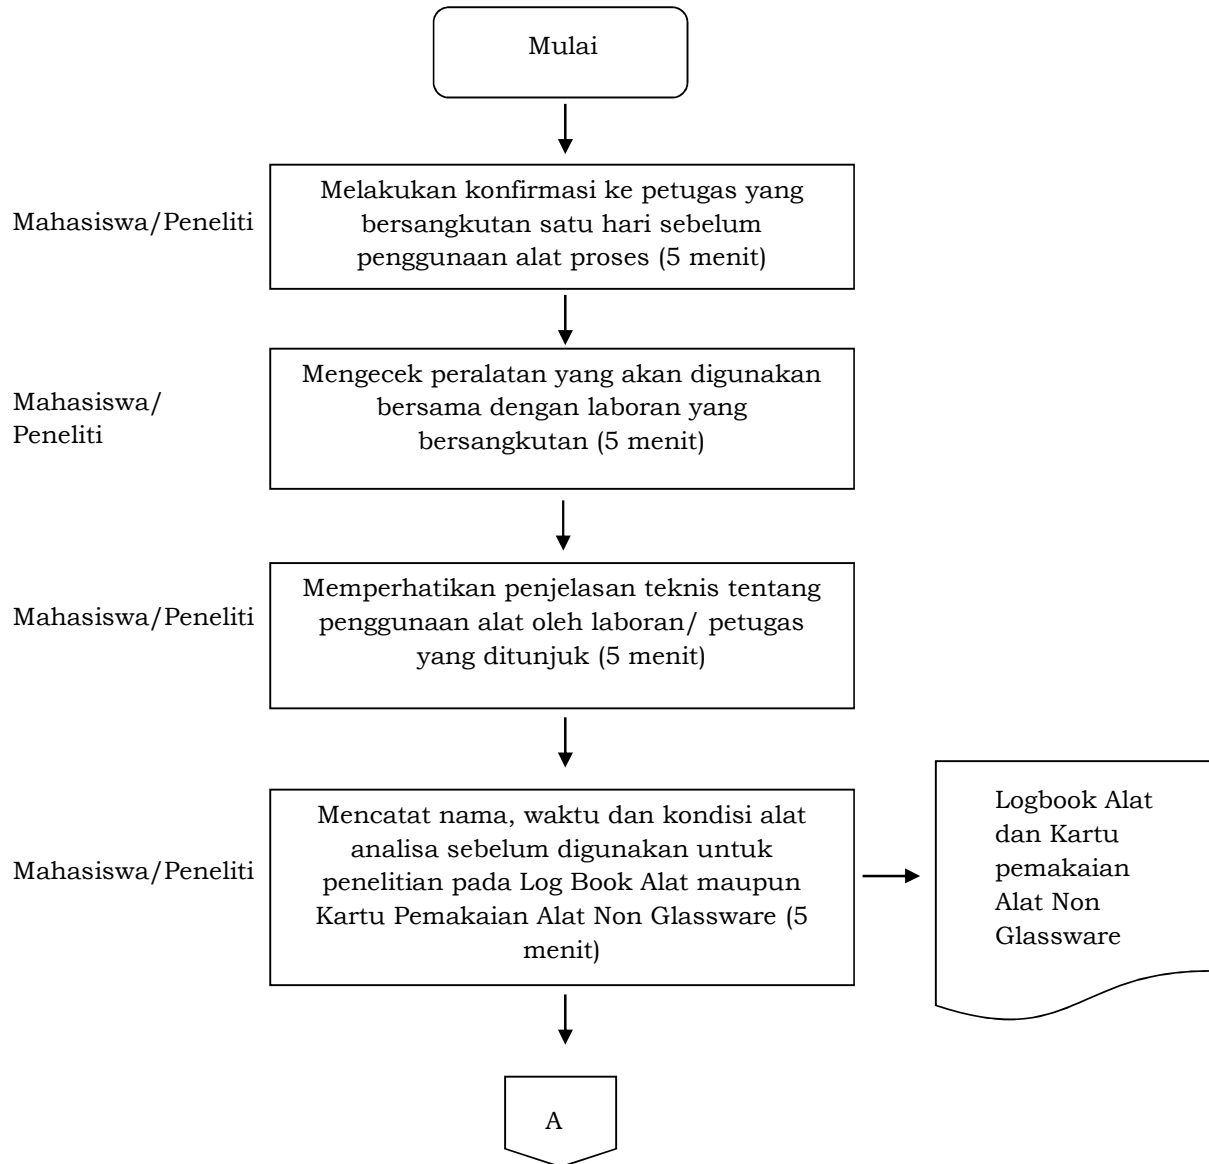 Mulai
Mahasiswa/Peneliti
Melakukan konfirmasi ke petugas yang
bersangkutan satu hari sebelum
penggunaan alat proses (5 menit)
Mahasiswa/
Peneliti
Mengecek peralatan yang akan digunakan
bersama dengan laboran yang
bersangkutan (5 menit)
Mahasiswa/Peneliti
Memperhatikan penjelasan teknis tentang
penggunaan alat oleh laboran/ petugas
yang ditunjuk (5 menit)
Mahasiswa/Peneliti
Mencatat nama, waktu dan kondisi alat
analisa sebelum digunakan untuk
penelitian pada Log Book Alat maupun
Kartu Pemakaian Alat Non Glassware (5
menit)
Logbook Alat
dan Kartu
pemakaian
Alat Non
Glassware
A